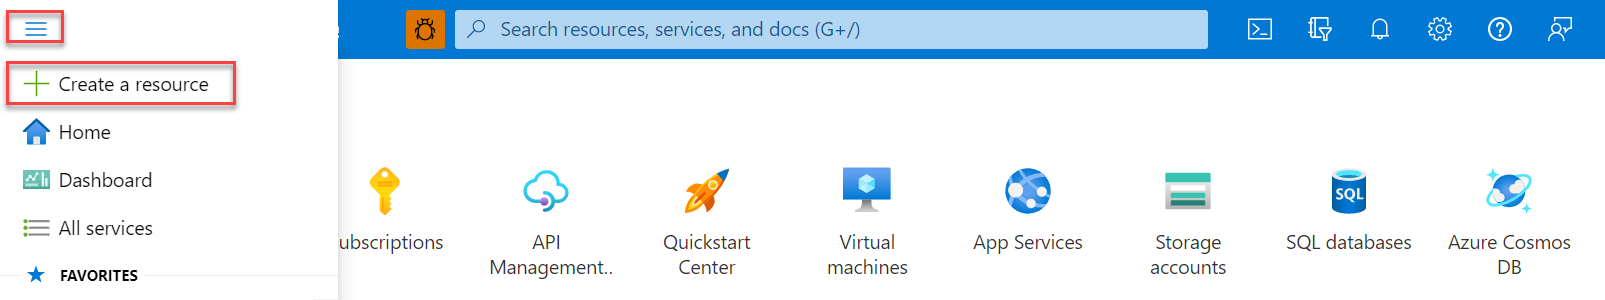 Search resources, services, and docs (G+/)
Create a resource
Home
Dashboard
All services
FAVORITES
ubscriptions
API
Management..
Quickstart
Center
Virtual
machines
App Services
Storage
accounts
SQL
SQL databases
Azure Cosmos
DB